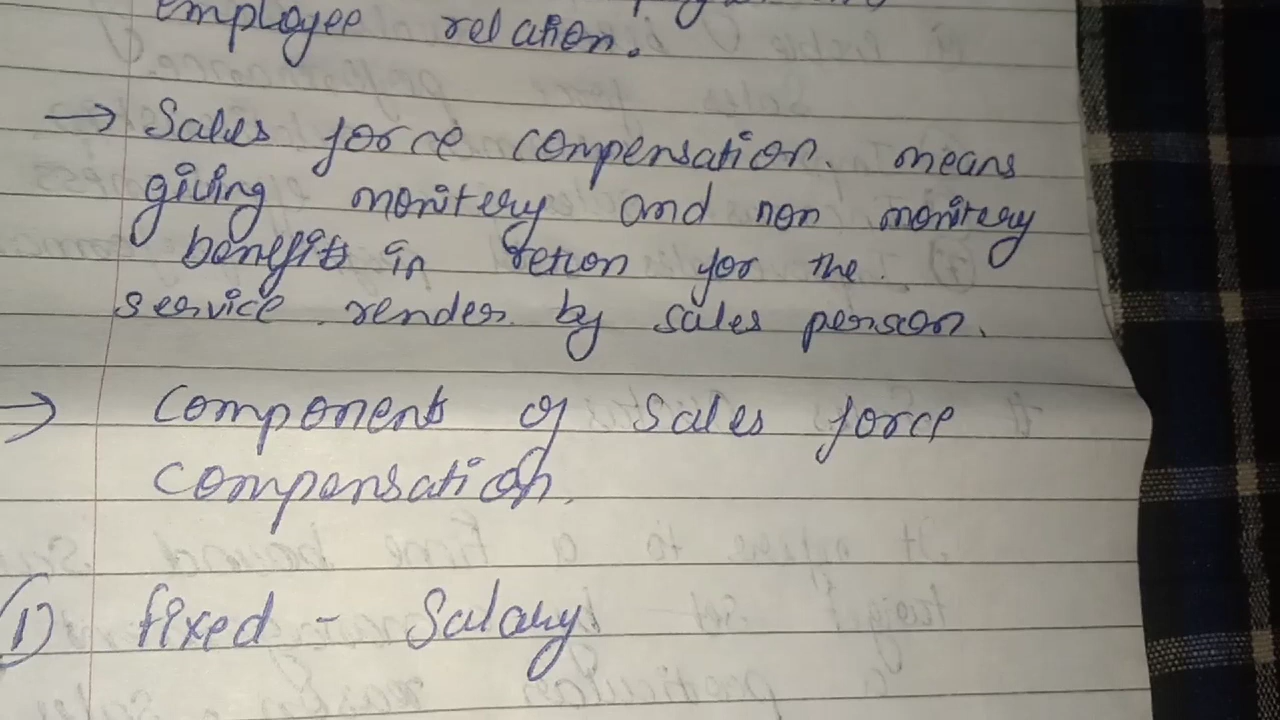 employee relation.
→ Sales force compensation. means
giving monitery and non monitery
benefits in retion for the.
service render by sales person.
→ Components of Sales force
compensation.
1) fixed - Salary